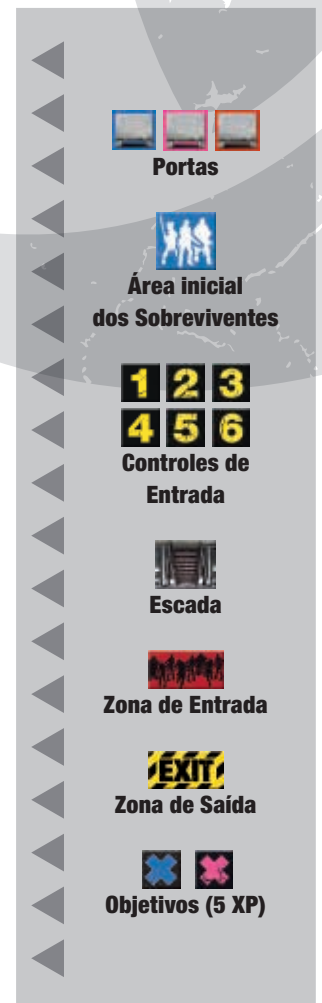 Portas
Área inicial
dos Sobreviventes
1 2 3
4 5 6
Controles de
Entrada
Escada
Zona de Entrada
EXIT
Zona de Saída
Objetivos (5 XP)